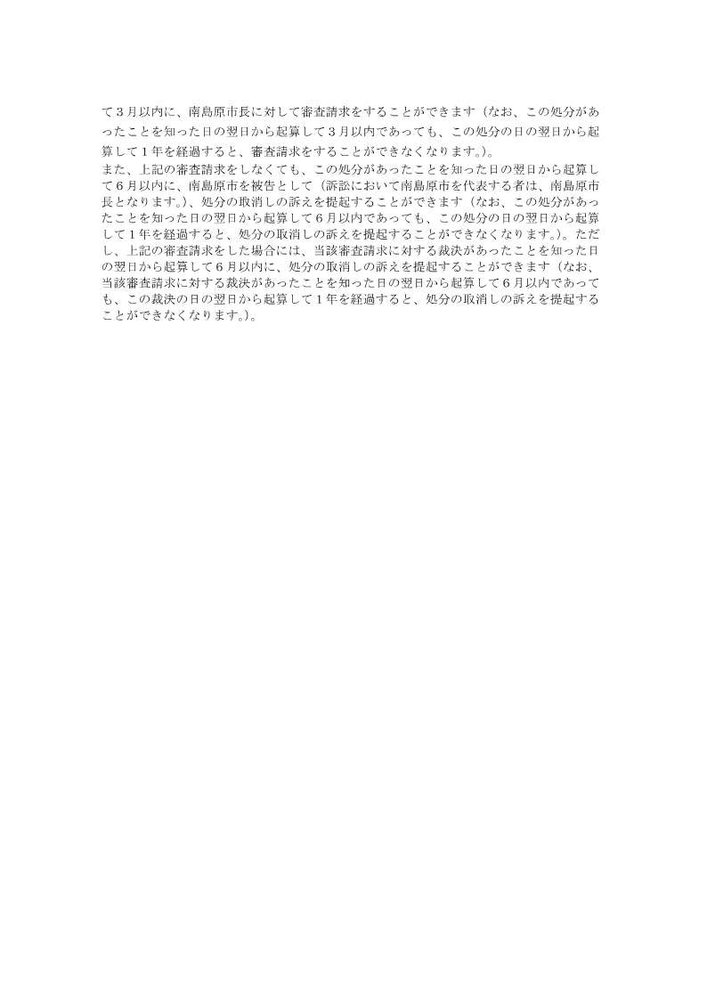 て３月以内に、南島原市長に対して審査請求をすることができます（なお、この処分があ
ったことを知った日の翌日から起算して３月以内であっても、この処分の日の翌日から起
算して１年を経過すると、審査請求をすることができなくなります。）。
また、上記の審査請求をしなくても、この処分があったことを知った日の翌日から起算し
て６月以内に、南島原市を被告として（訴訟において南島原市を代表する者は、南島原市
長となります。）、処分の取消しの訴えを提起することができます（なお、この処分があっ
たことを知った日の翌日から起算して６月以内であっても、この処分の日の翌日から起算
して１年を経過すると、処分の取消しの訴えを提起することができなくなります。）。ただ
し、上記の審査請求をした場合には、当該審査請求に対する裁決があったことを知った日
の翌日から起算して６月以内に、処分の取消しの訴えを提起することができます（なお、
当該審査請求に対する裁決があったことを知った日の翌日から起算して６月以内であって
も、この裁決の日の翌日から起算して１年を経過すると、処分の取消しの訴えを提起する
ことができなくなります。）。